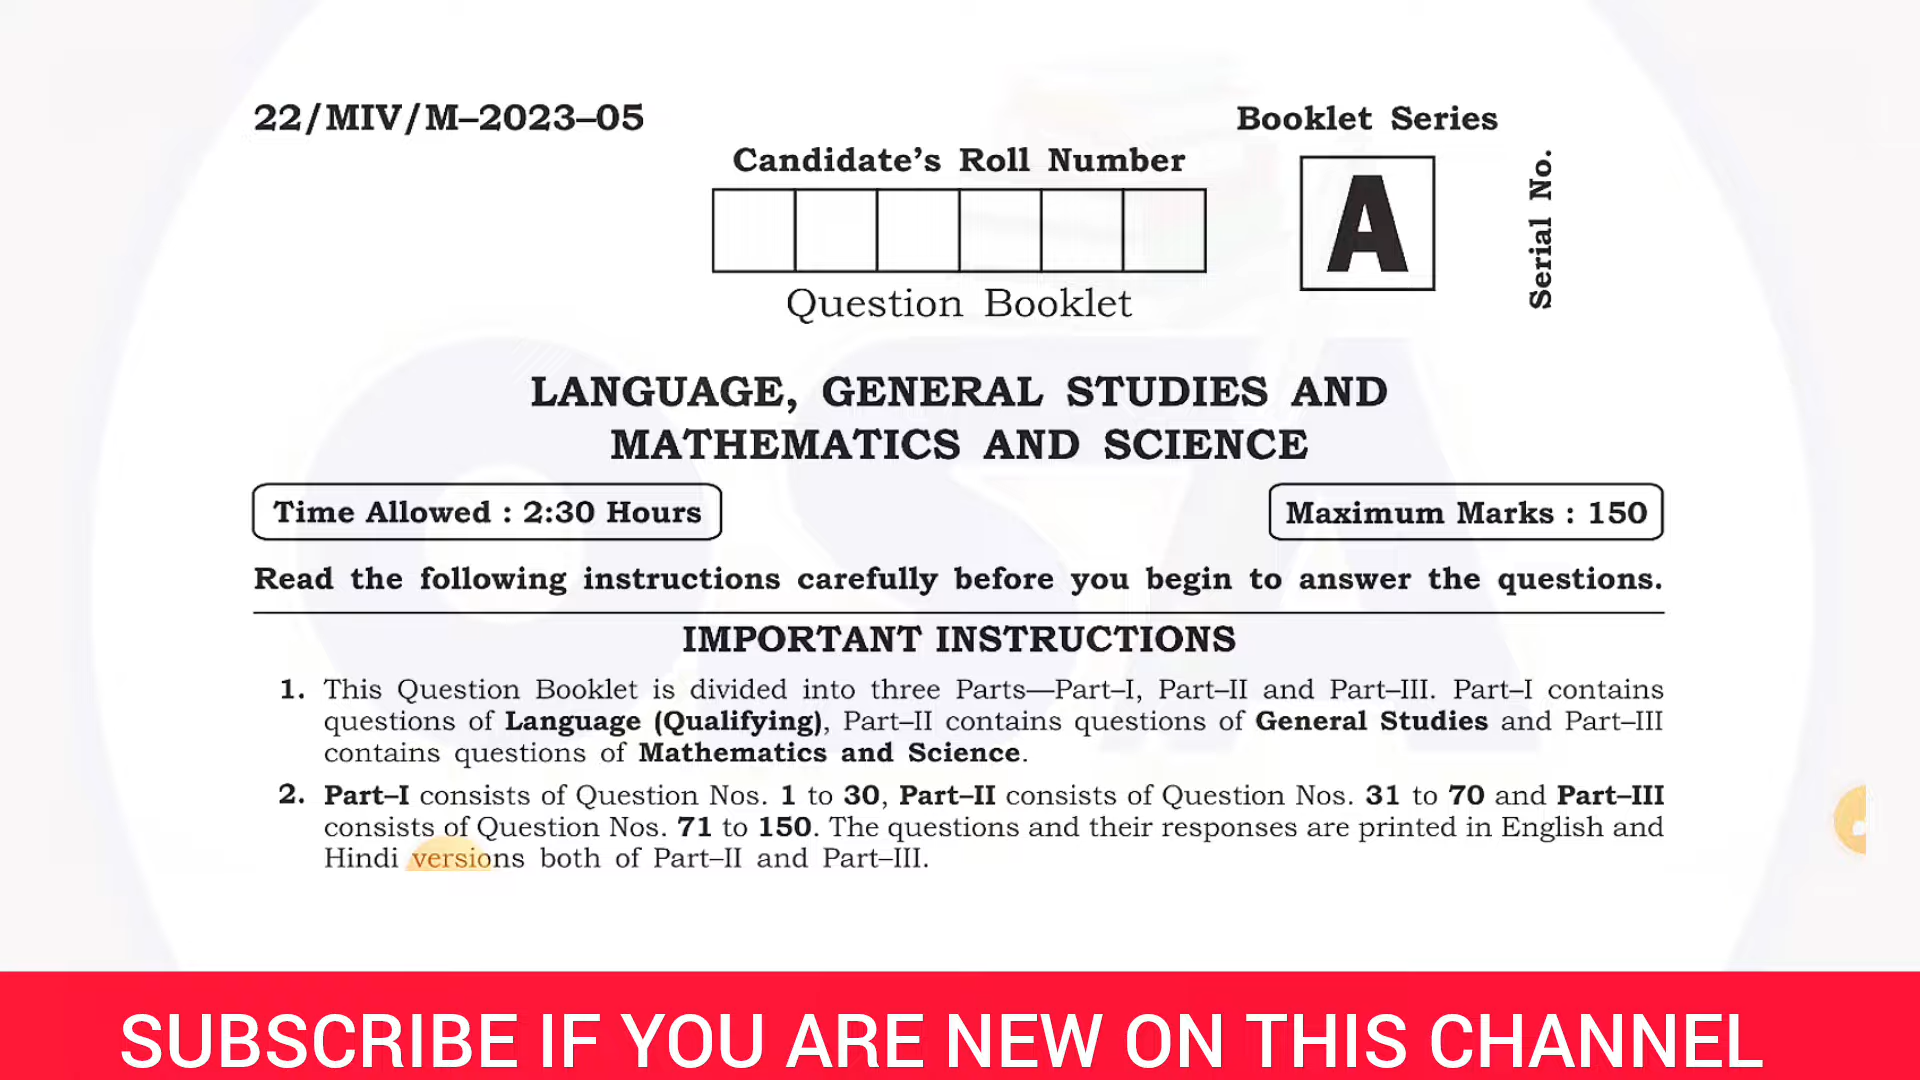 22/MIV/M–2023–05
Booklet Series
Candidate's Roll Number
A
Serial No.
Question Booklet
LANGUAGE, GENERAL STUDIES AND
MATHEMATICS AND SCIENCE
Time Allowed : 2:30 Hours
Maximum Marks : 150
Read the following instructions carefully before you begin to answer the questions.
IMPORTANT INSTRUCTIONS
1. This Question Booklet is divided into three Parts—Part–I, Part–II and Part–III. Part–I contains
questions of Language (Qualifying), Part–II contains questions of General Studies and Part–III
contains questions of Mathematics and Science.
2. Part–I consists of Question Nos. 1 to 30, Part–II consists of Question Nos. 31 to 70 and Part–III
consists of Question Nos. 71 to 150. The questions and their responses are printed in English and
Hindi versions both of Part–II and Part–III.
OSTA
SUBSCRIBE IF YOU ARE NEW ON THIS CHANNEL